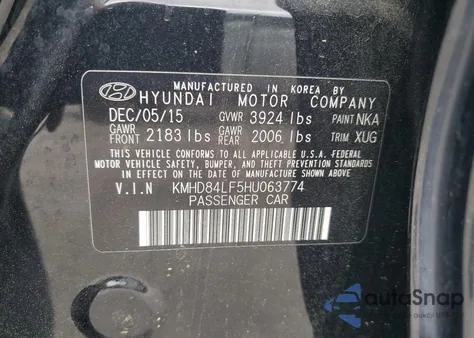 MANUFACTURED IN KOREA BY
HYUNDAI MOTOR COMPANY
DEC/05/15 GVWR 3924 lbs PAINT NKA
GAWR FRONT 2183 lbs GAWR REAR 2006 lbs TRIM XUG
THIS VEHICLE CONFORMS TO ALL APPLICABLE U.S.A. FEDERAL
MOTOR VEHICLE SAFETY, BUMPER, AND THEFT PREVENTION STANDARDS
IN EFFECT ON THE DATE OF MANUFACTURE SHOWN ABOVE.
V.I.N KMHD84LF5HU063774
PASSENGER CAR
autoSnap